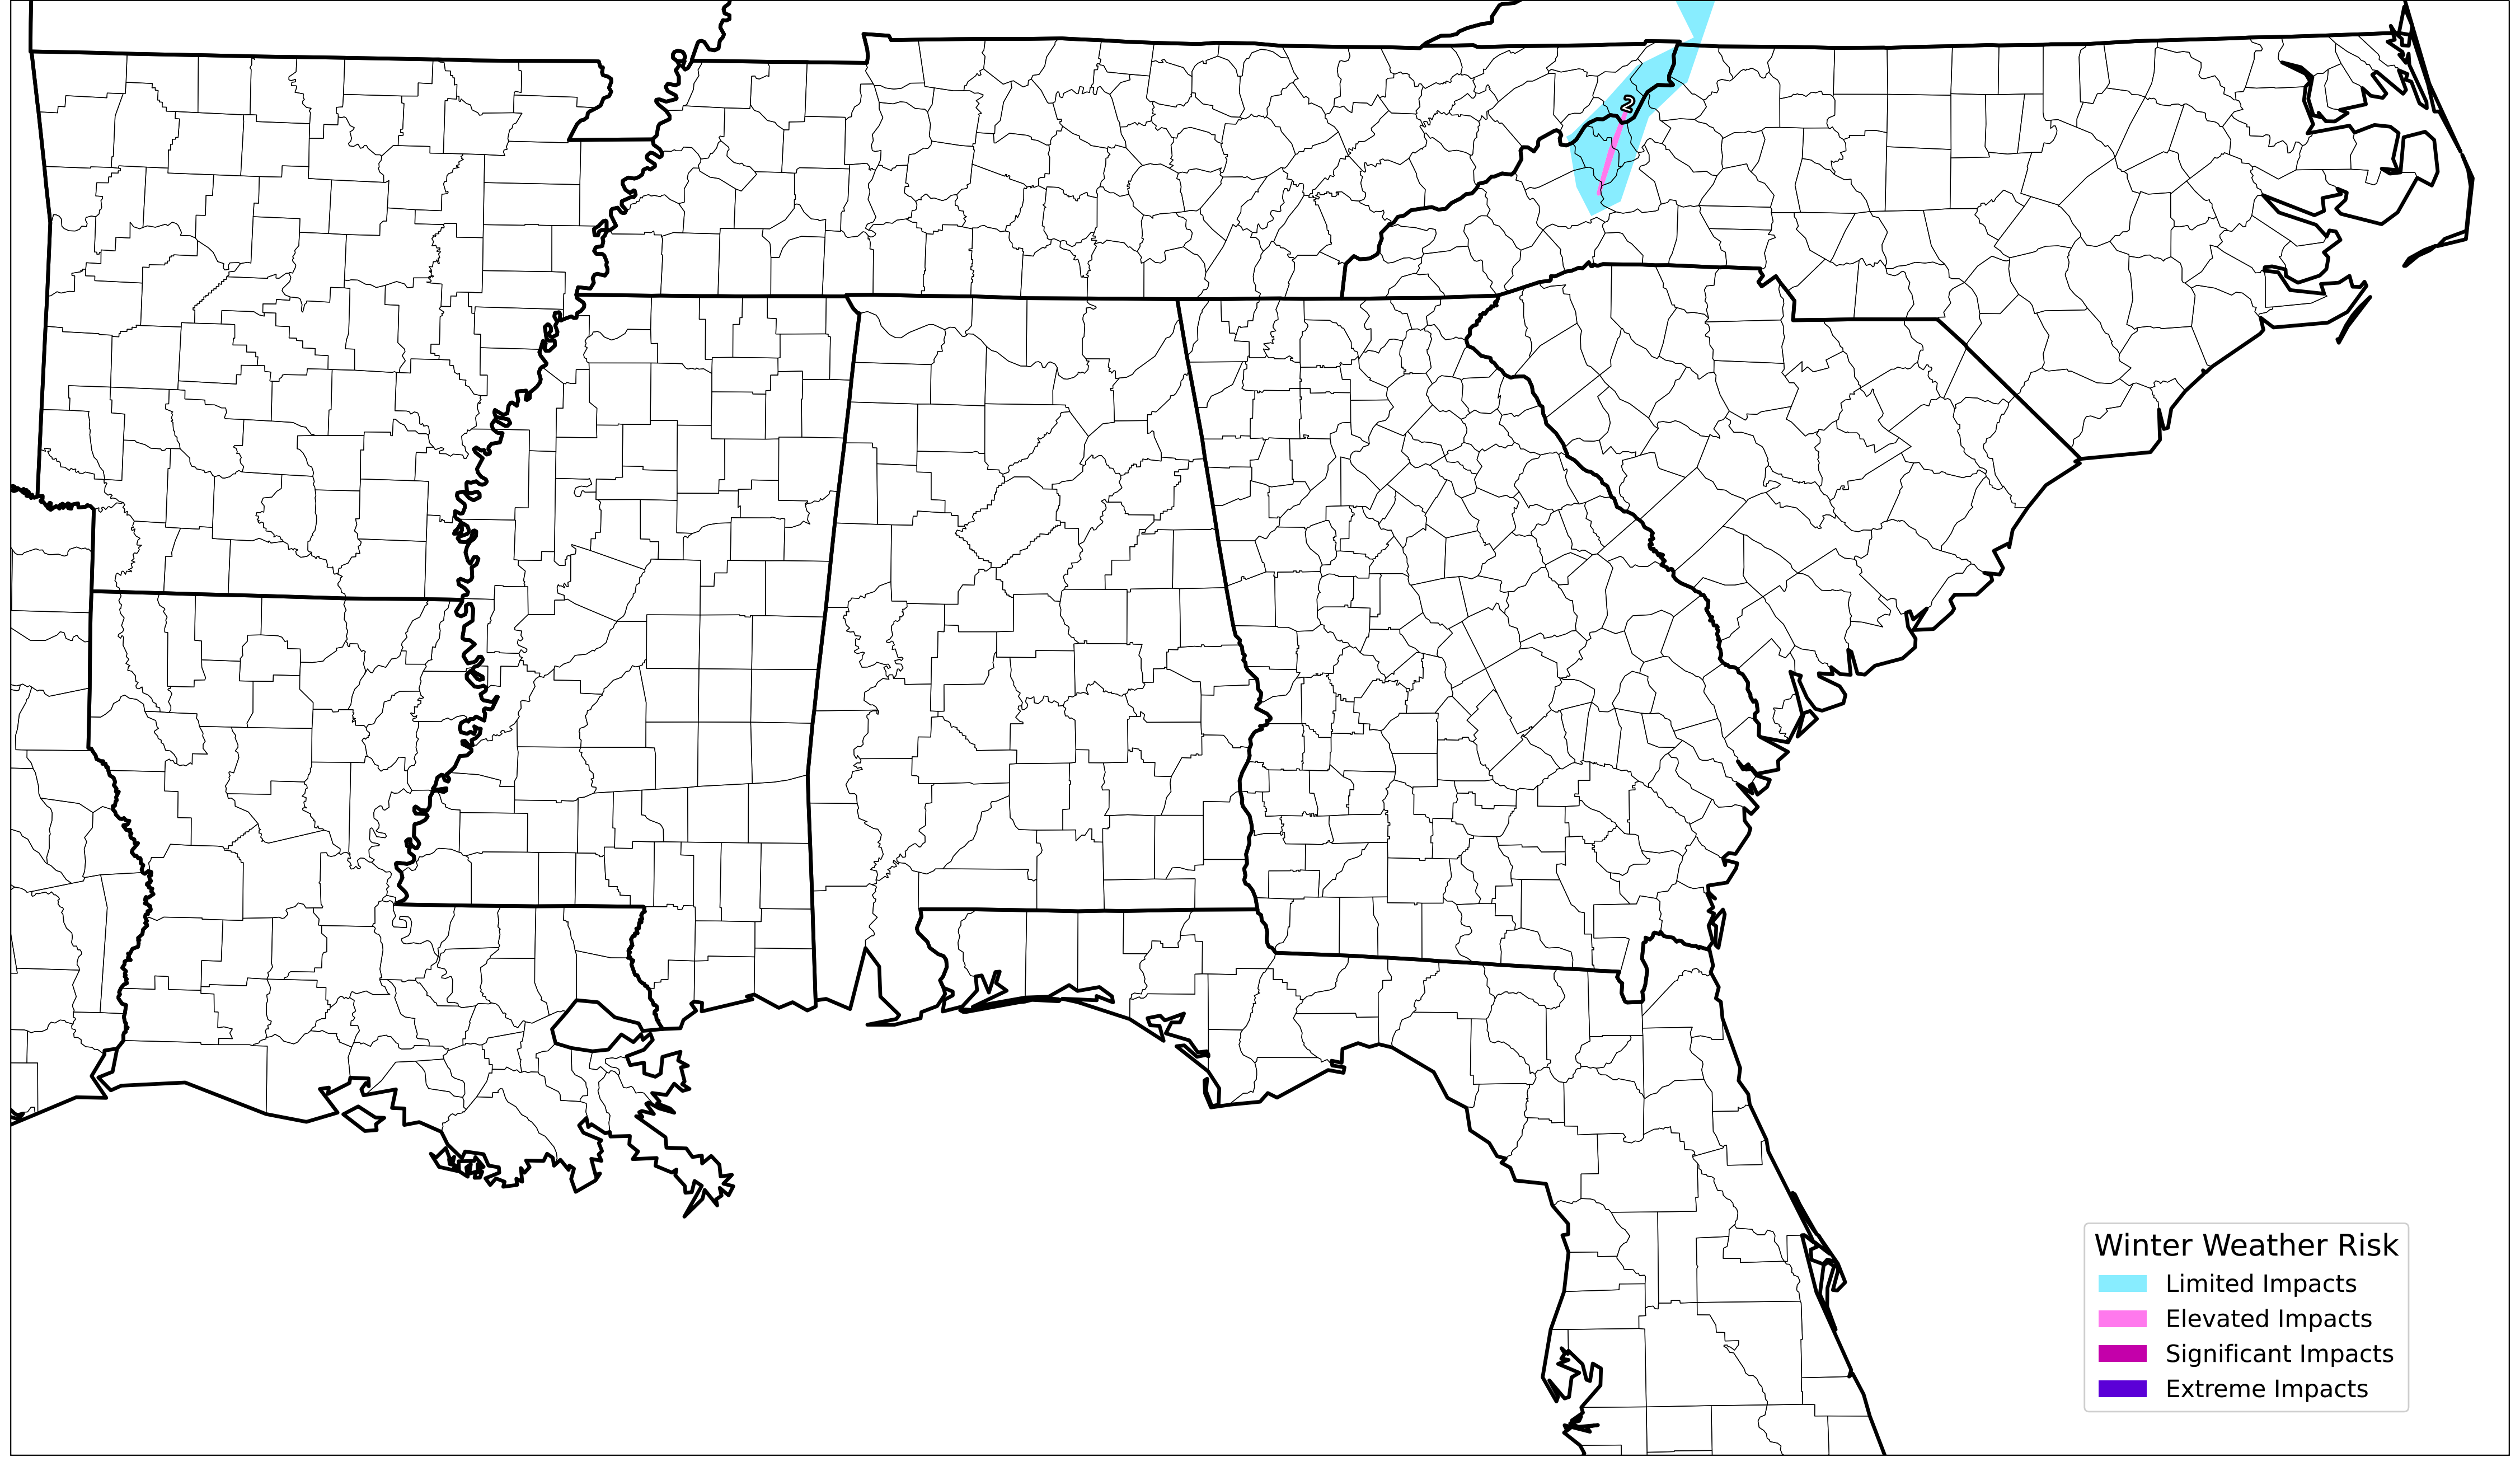 2
Winter Weather Risk
Limited Impacts
Elevated Impacts
Significant Impacts
Extreme Impacts